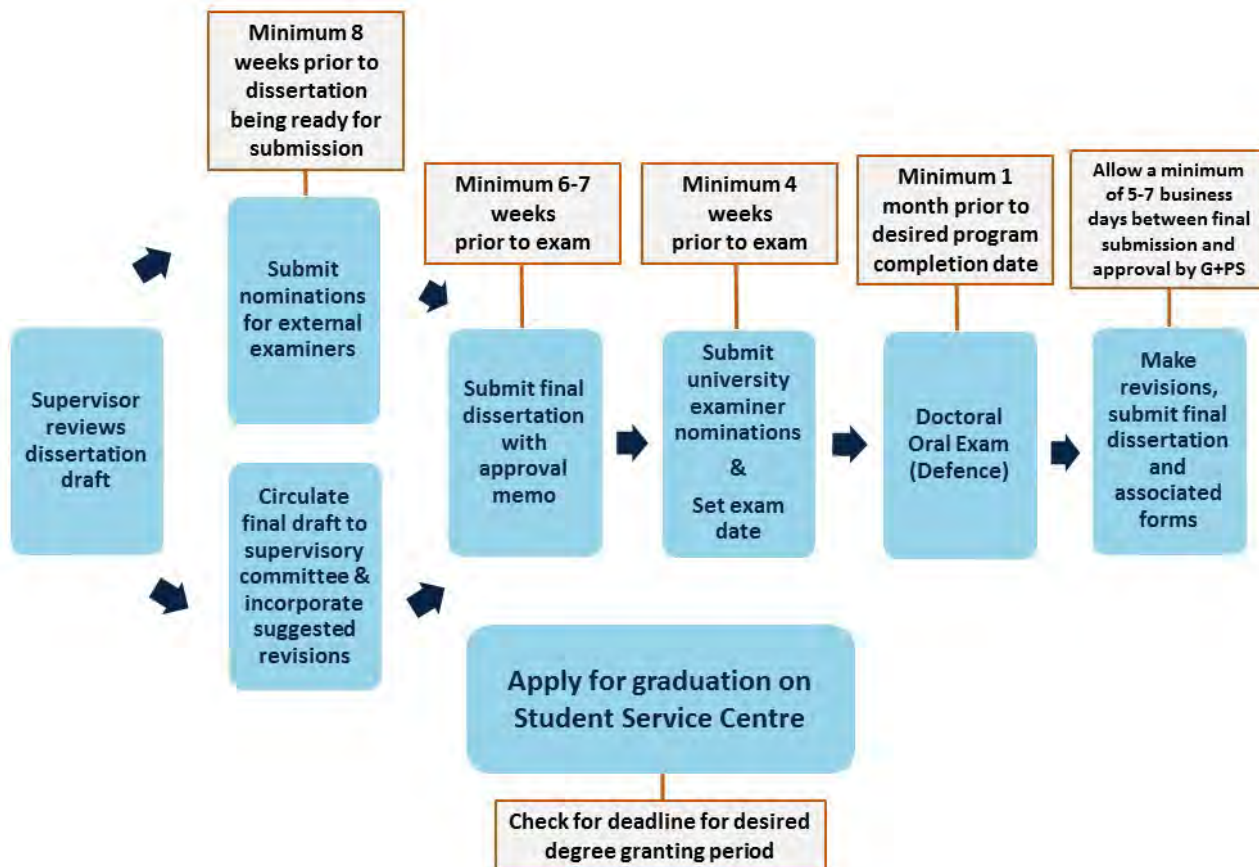 Minimum 8
weeks prior to
dissertation
being ready for
submission
Minimum 6-7
weeks
prior to exam
Minimum 4
weeks
prior to exam
Minimum 1
month prior to
desired program
completion date
Allow a minimum
of 5-7 business
days between final
submission and
approval by G+PS
Supervisor
reviews
dissertation
draft
Submit
nominations
for external
examiners
Circulate
final draft to
supervisory
committee &
incorporate
suggested
revisions
Submit final
dissertation
with
approval
memo
Submit
university
examiner
nominations
&
Set exam
date
Doctoral
Oral Exam
(Defence)
Make
revisions,
submit final
dissertation
and
associated
forms
Apply for graduation on
Student Service Centre
Check for deadline for desired
degree granting period